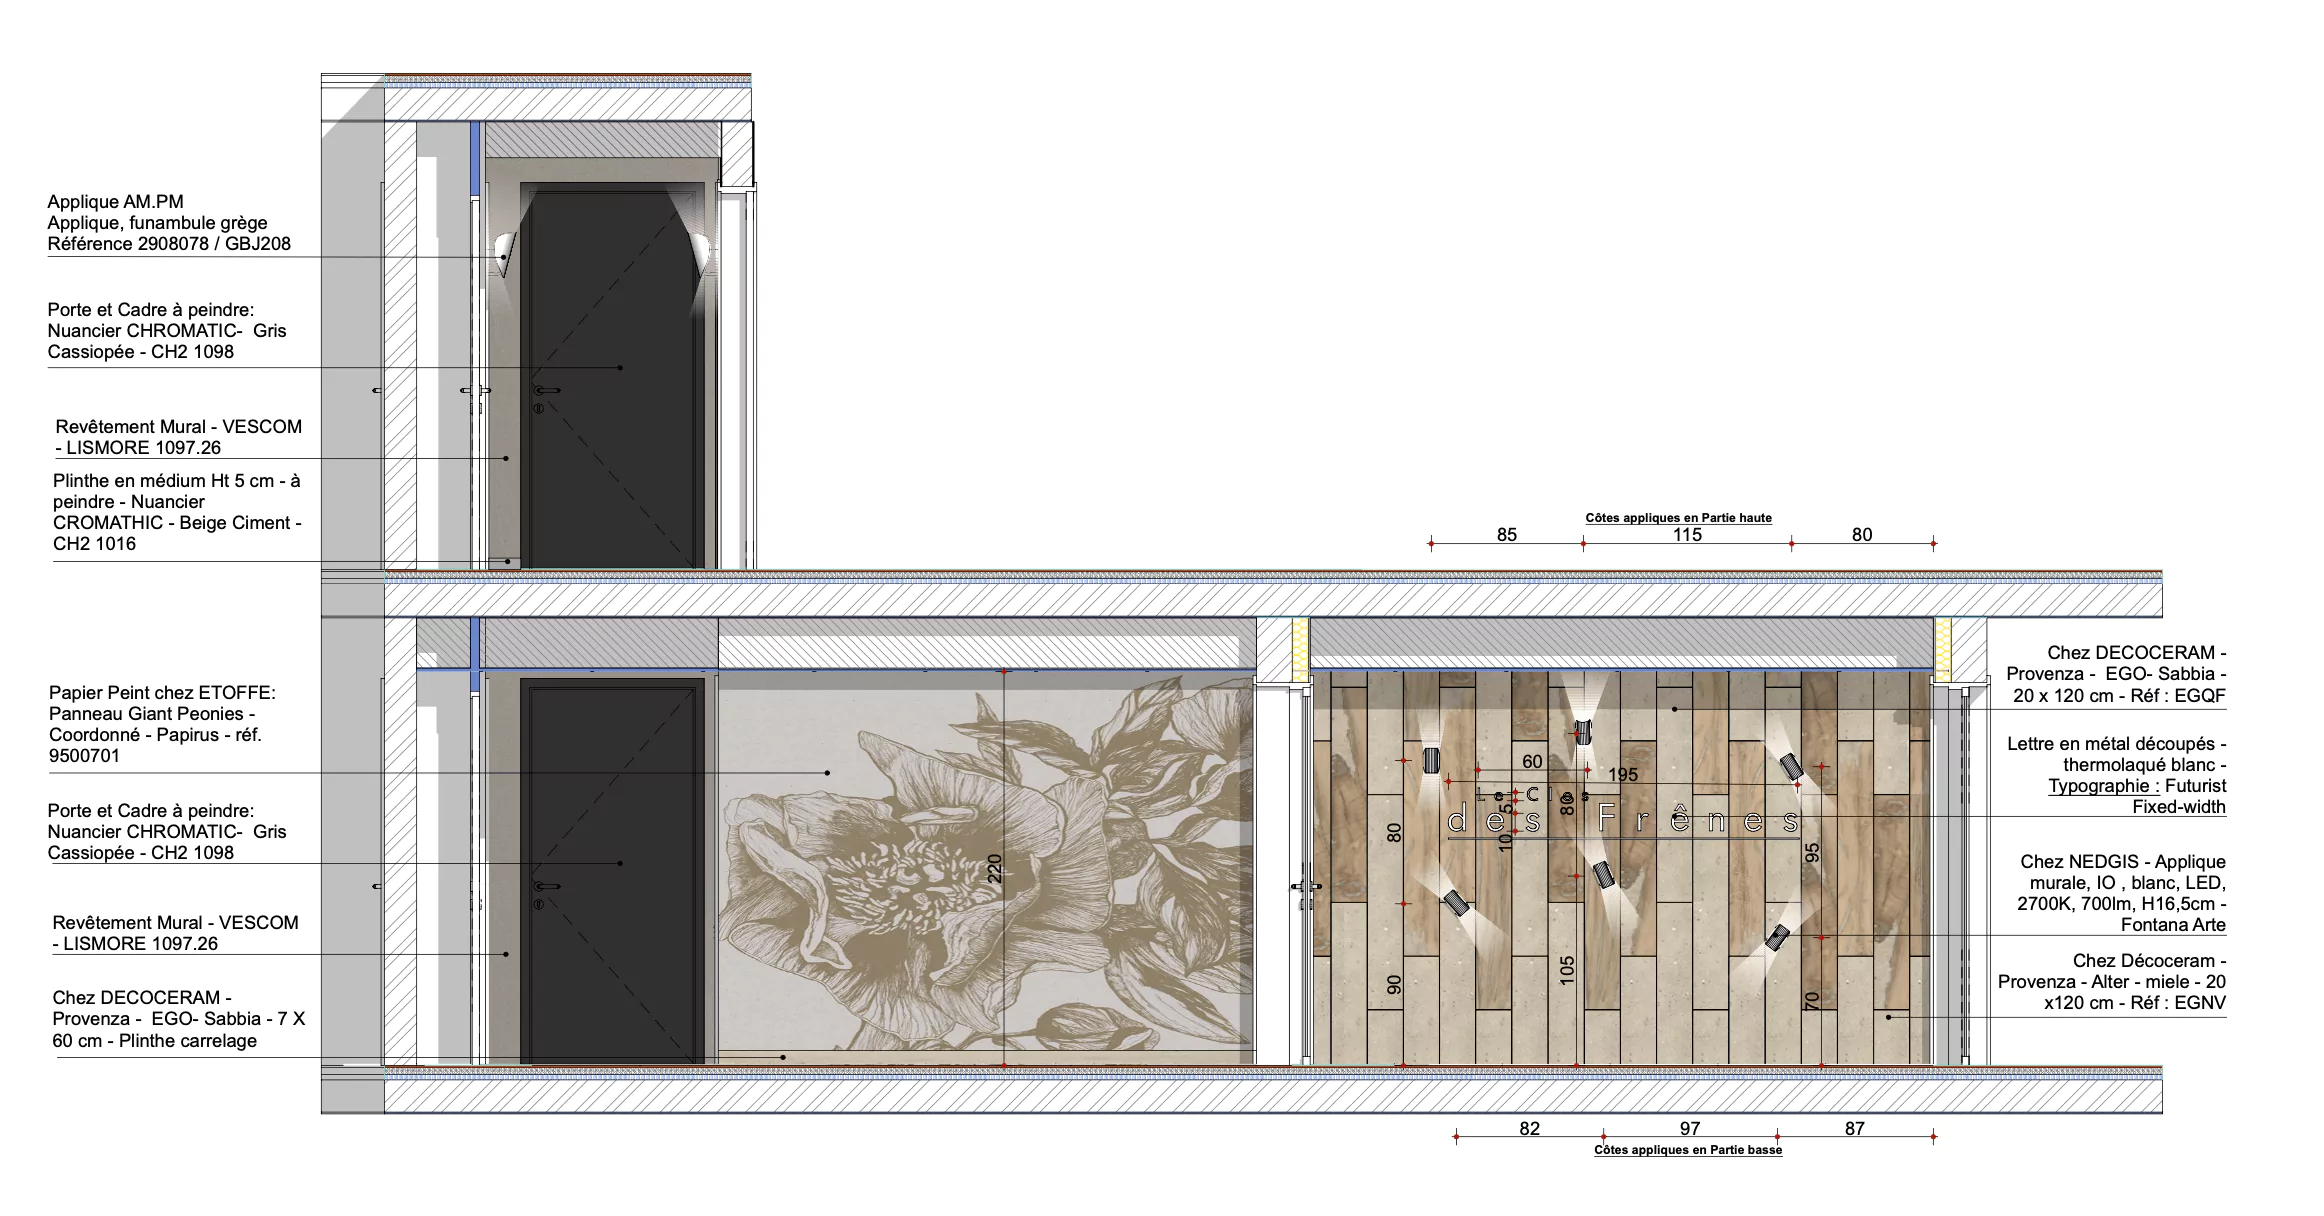 Applique AM.PM
Applique, funambule grège
Référence 2908078 / GBJ208
Porte et Cadre à peindre:
Nuancier CHROMATIC-  Gris
Cassiopée - CH2 1098
Revêtement Mural - VESCOM
- LISMORE 1097.26
Plinthe en médium Ht 5 cm - à
peindre - Nuancier
CROMATHIC - Beige Ciment -
CH2 1016
Côtes appliques en Partie haute
85
115
80
Papier Peint chez ETOFFE:
Panneau Giant Peonies -
Coordonné - Papirus - réf.
9500701
Porte et Cadre à peindre:
Nuancier CHROMATIC-  Gris
Cassiopée - CH2 1098
Revêtement Mural - VESCOM
- LISMORE 1097.26
Chez DECOCERAM -
Provenza -  EGO- Sabbia - 7 X
60 cm - Plinthe carrelage
220
60
195
Le Clos
des Frênes
5
10
80
80
90
105
95
70
Chez DECOCERAM -
Provenza -  EGO- Sabbia -
20 x 120 cm - Réf : EGQF
Lettre en métal découpés -
thermolaqué blanc -
Typographie : Futurist
Fixed-width
Chez NEDGIS - Applique
murale, IO , blanc, LED,
2700K, 700lm, H16,5cm -
Fontana Arte
Chez Décoceram -
Provenza - Alter - miele - 20
x120 cm - Réf : EGNV
82
97
87
Côtes appliques en Partie basse